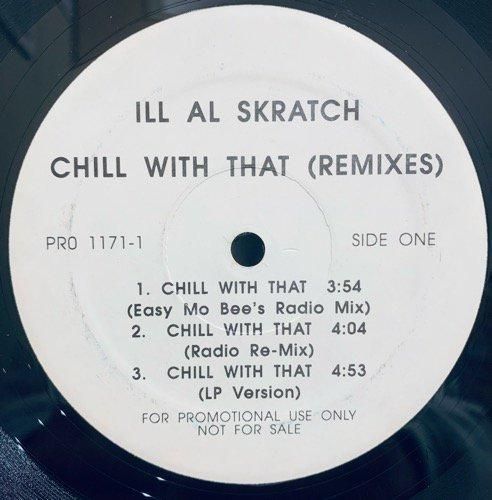 ILL AL SKRATCH
CHILL WITH THAT (REMIXES)
PRO 1171-1 SIDE ONE
1. CHILL WITH THAT 3:54
(Easy Mo Bee's Radio Mix)
2. CHILL WITH THAT 4:04
(Radio Re-Mix)
3. CHILL WITH THAT 4:53
(LP Version)
FOR PROMOTIONAL USE ONLY
NOT FOR SALE